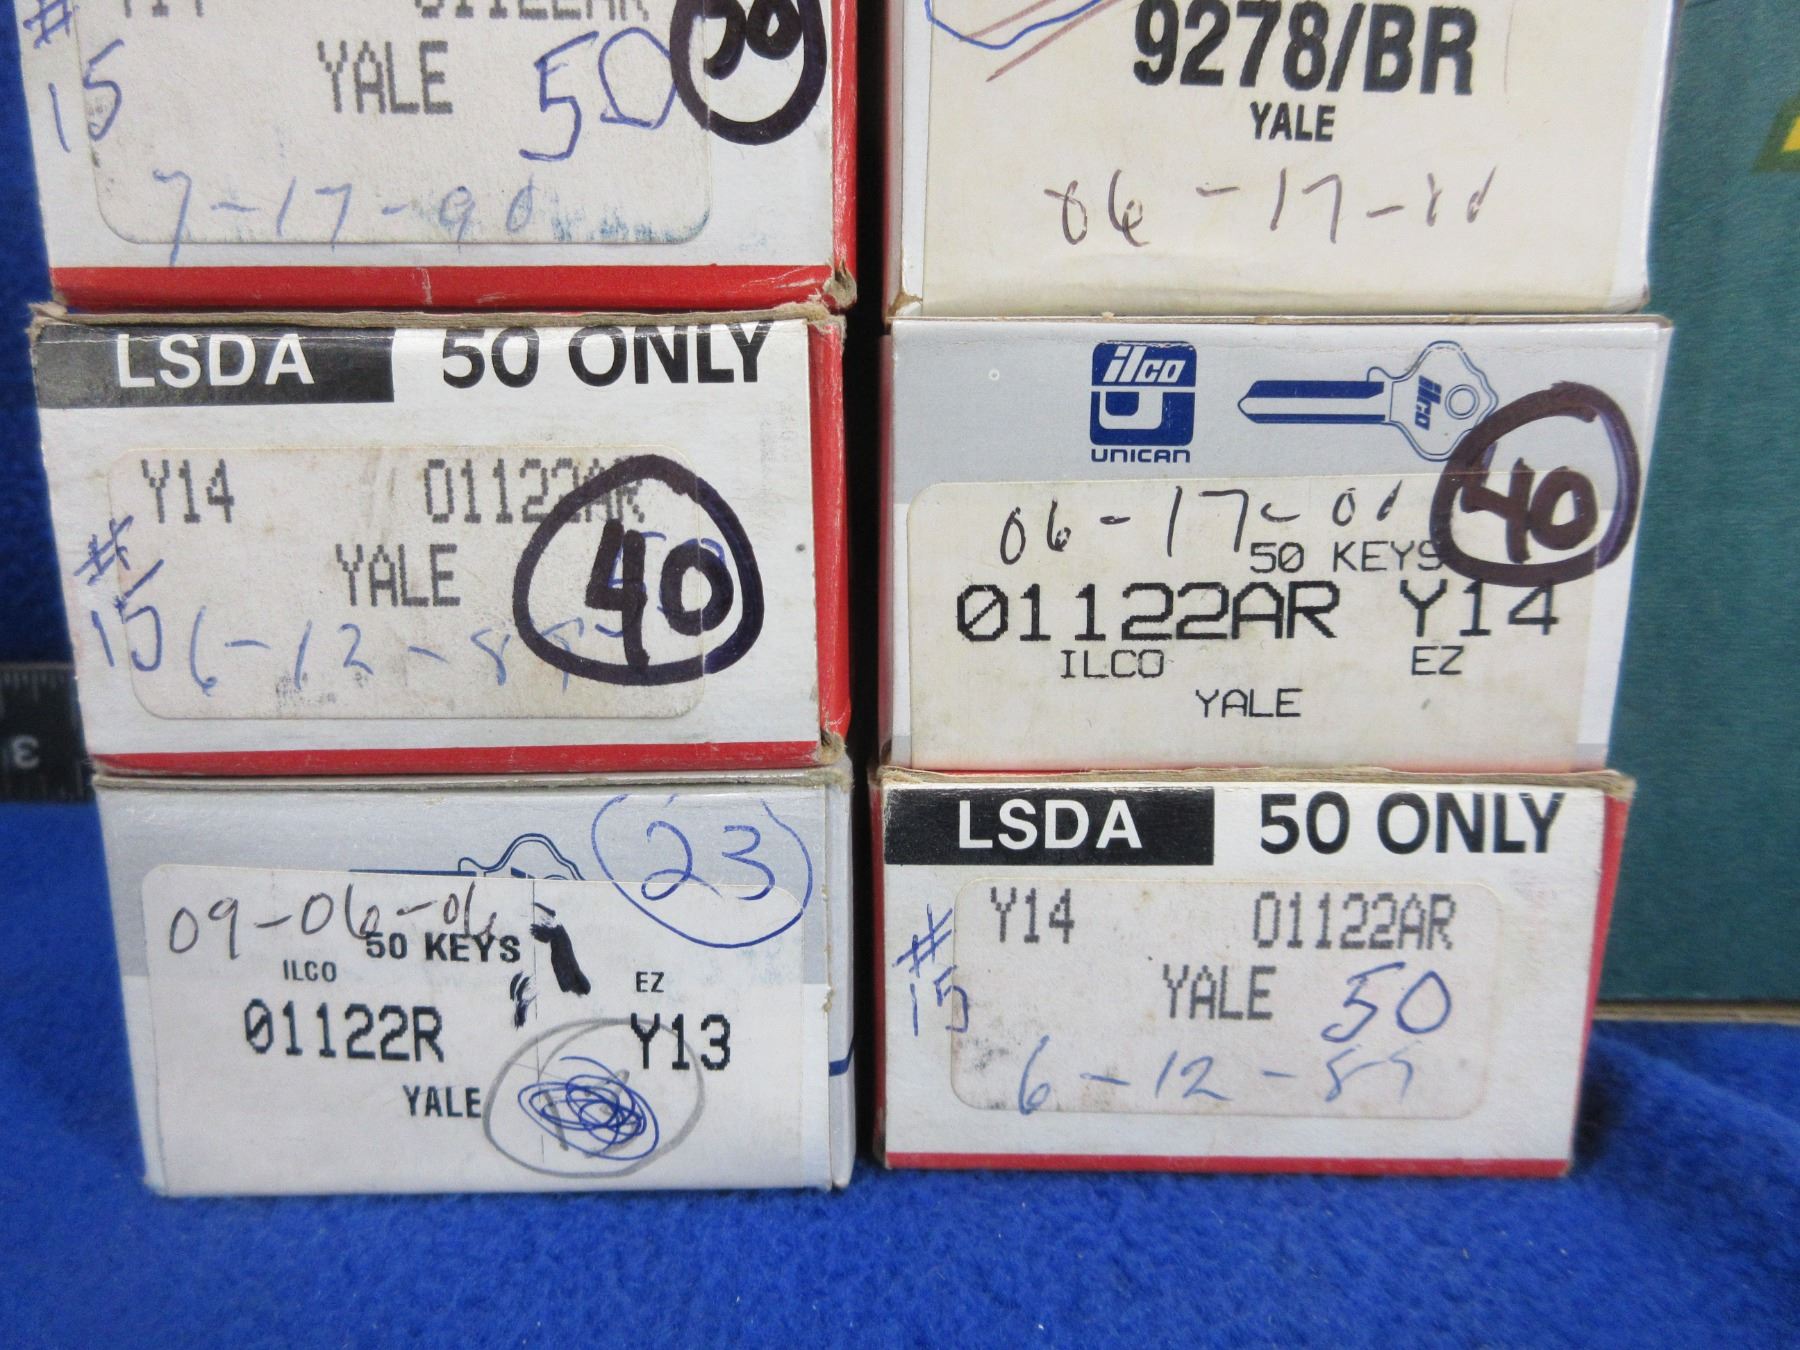 #
15
YALE
50
7-17-90
LSDA 50 ONLY
Y14 01122AR
#
15
YALE
40
6-12-89
23
09-06-06
50 KEYS
ILCO EZ
01122R Y13
YALE
9278/BR
YALE
06-17-
ilco
UNICAN
ilco
40
06-17-
50 KEYS
01122AR Y14
ILCO EZ
YALE
LSDA 50 ONLY
Y14 01122AR
#
15
YALE 50
6-12-89
3